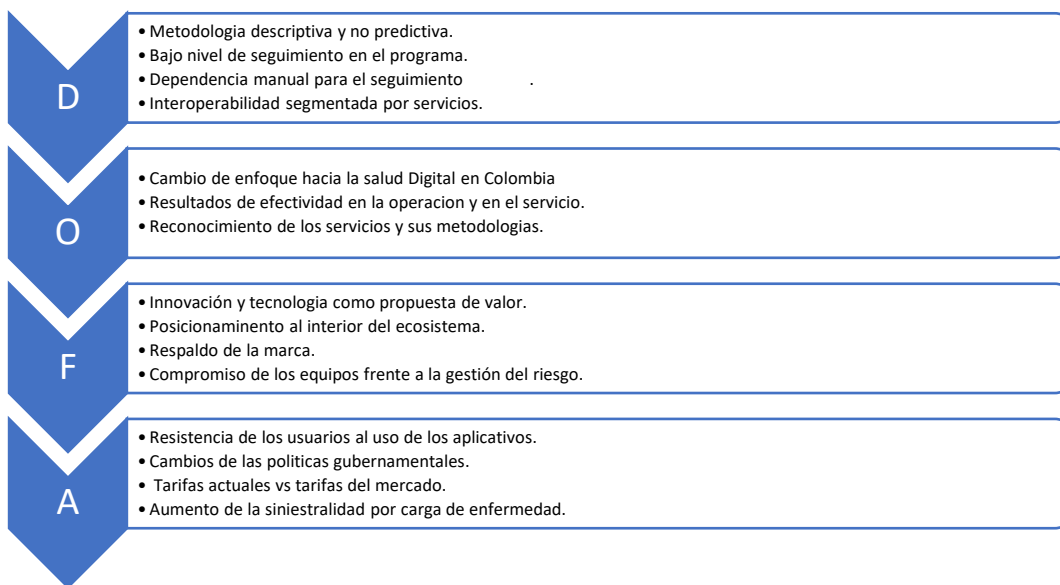 D
• Metodologia descriptiva y no predictiva.
• Bajo nivel de seguimiento en el programa.
• Dependencia manual para el seguimiento .
• Interoperabilidad segmentada por servicios.
O
• Cambio de enfoque hacia la salud Digital en Colombia
• Resultados de efectividad en la operacion y en el servicio.
• Reconocimiento de los servicios y sus metodologias.
F
• Innovación y tecnologia como propuesta de valor.
• Posicionaminento al interior del ecosistema.
• Respaldo de la marca.
• Compromiso de los equipos frente a la gestión del riesgo.
A
• Resistencia de los usuarios al uso de los aplicativos.
• Cambios de las politicas gubernamentales.
• Tarifas actuales vs tarifas del mercado.
• Aumento de la siniestralidad por carga de enfermedad.